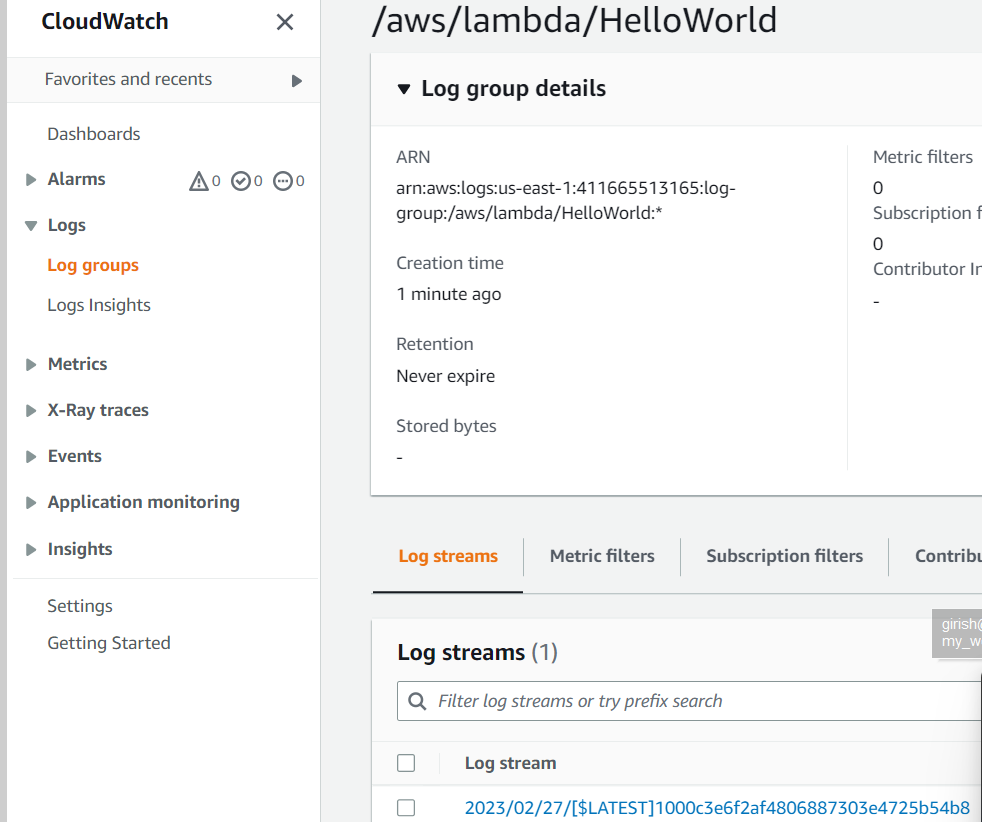 CloudWatch
Favorites and recents
Dashboards
Alarms 0 0 0
Logs
Log groups
Logs Insights
Metrics
X-Ray traces
Events
Application monitoring
Insights
Settings
Getting Started
/aws/lambda/HelloWorld
Log group details
ARN
arn:aws:logs:us-east-1:411665513165:log-
group:/aws/lambda/HelloWorld:*
Creation time
1 minute ago
Retention
Never expire
Stored bytes
-
Metric filters
0
Subscription f
0
Contributor In
-
Log streams
Metric filters
Subscription filters
Contribu
girish@
my_w
Log streams (1)
Filter log streams or try prefix search
Log stream
2023/02/27/[$LATEST]1000c3e6f2af4806887303e4725b54b8